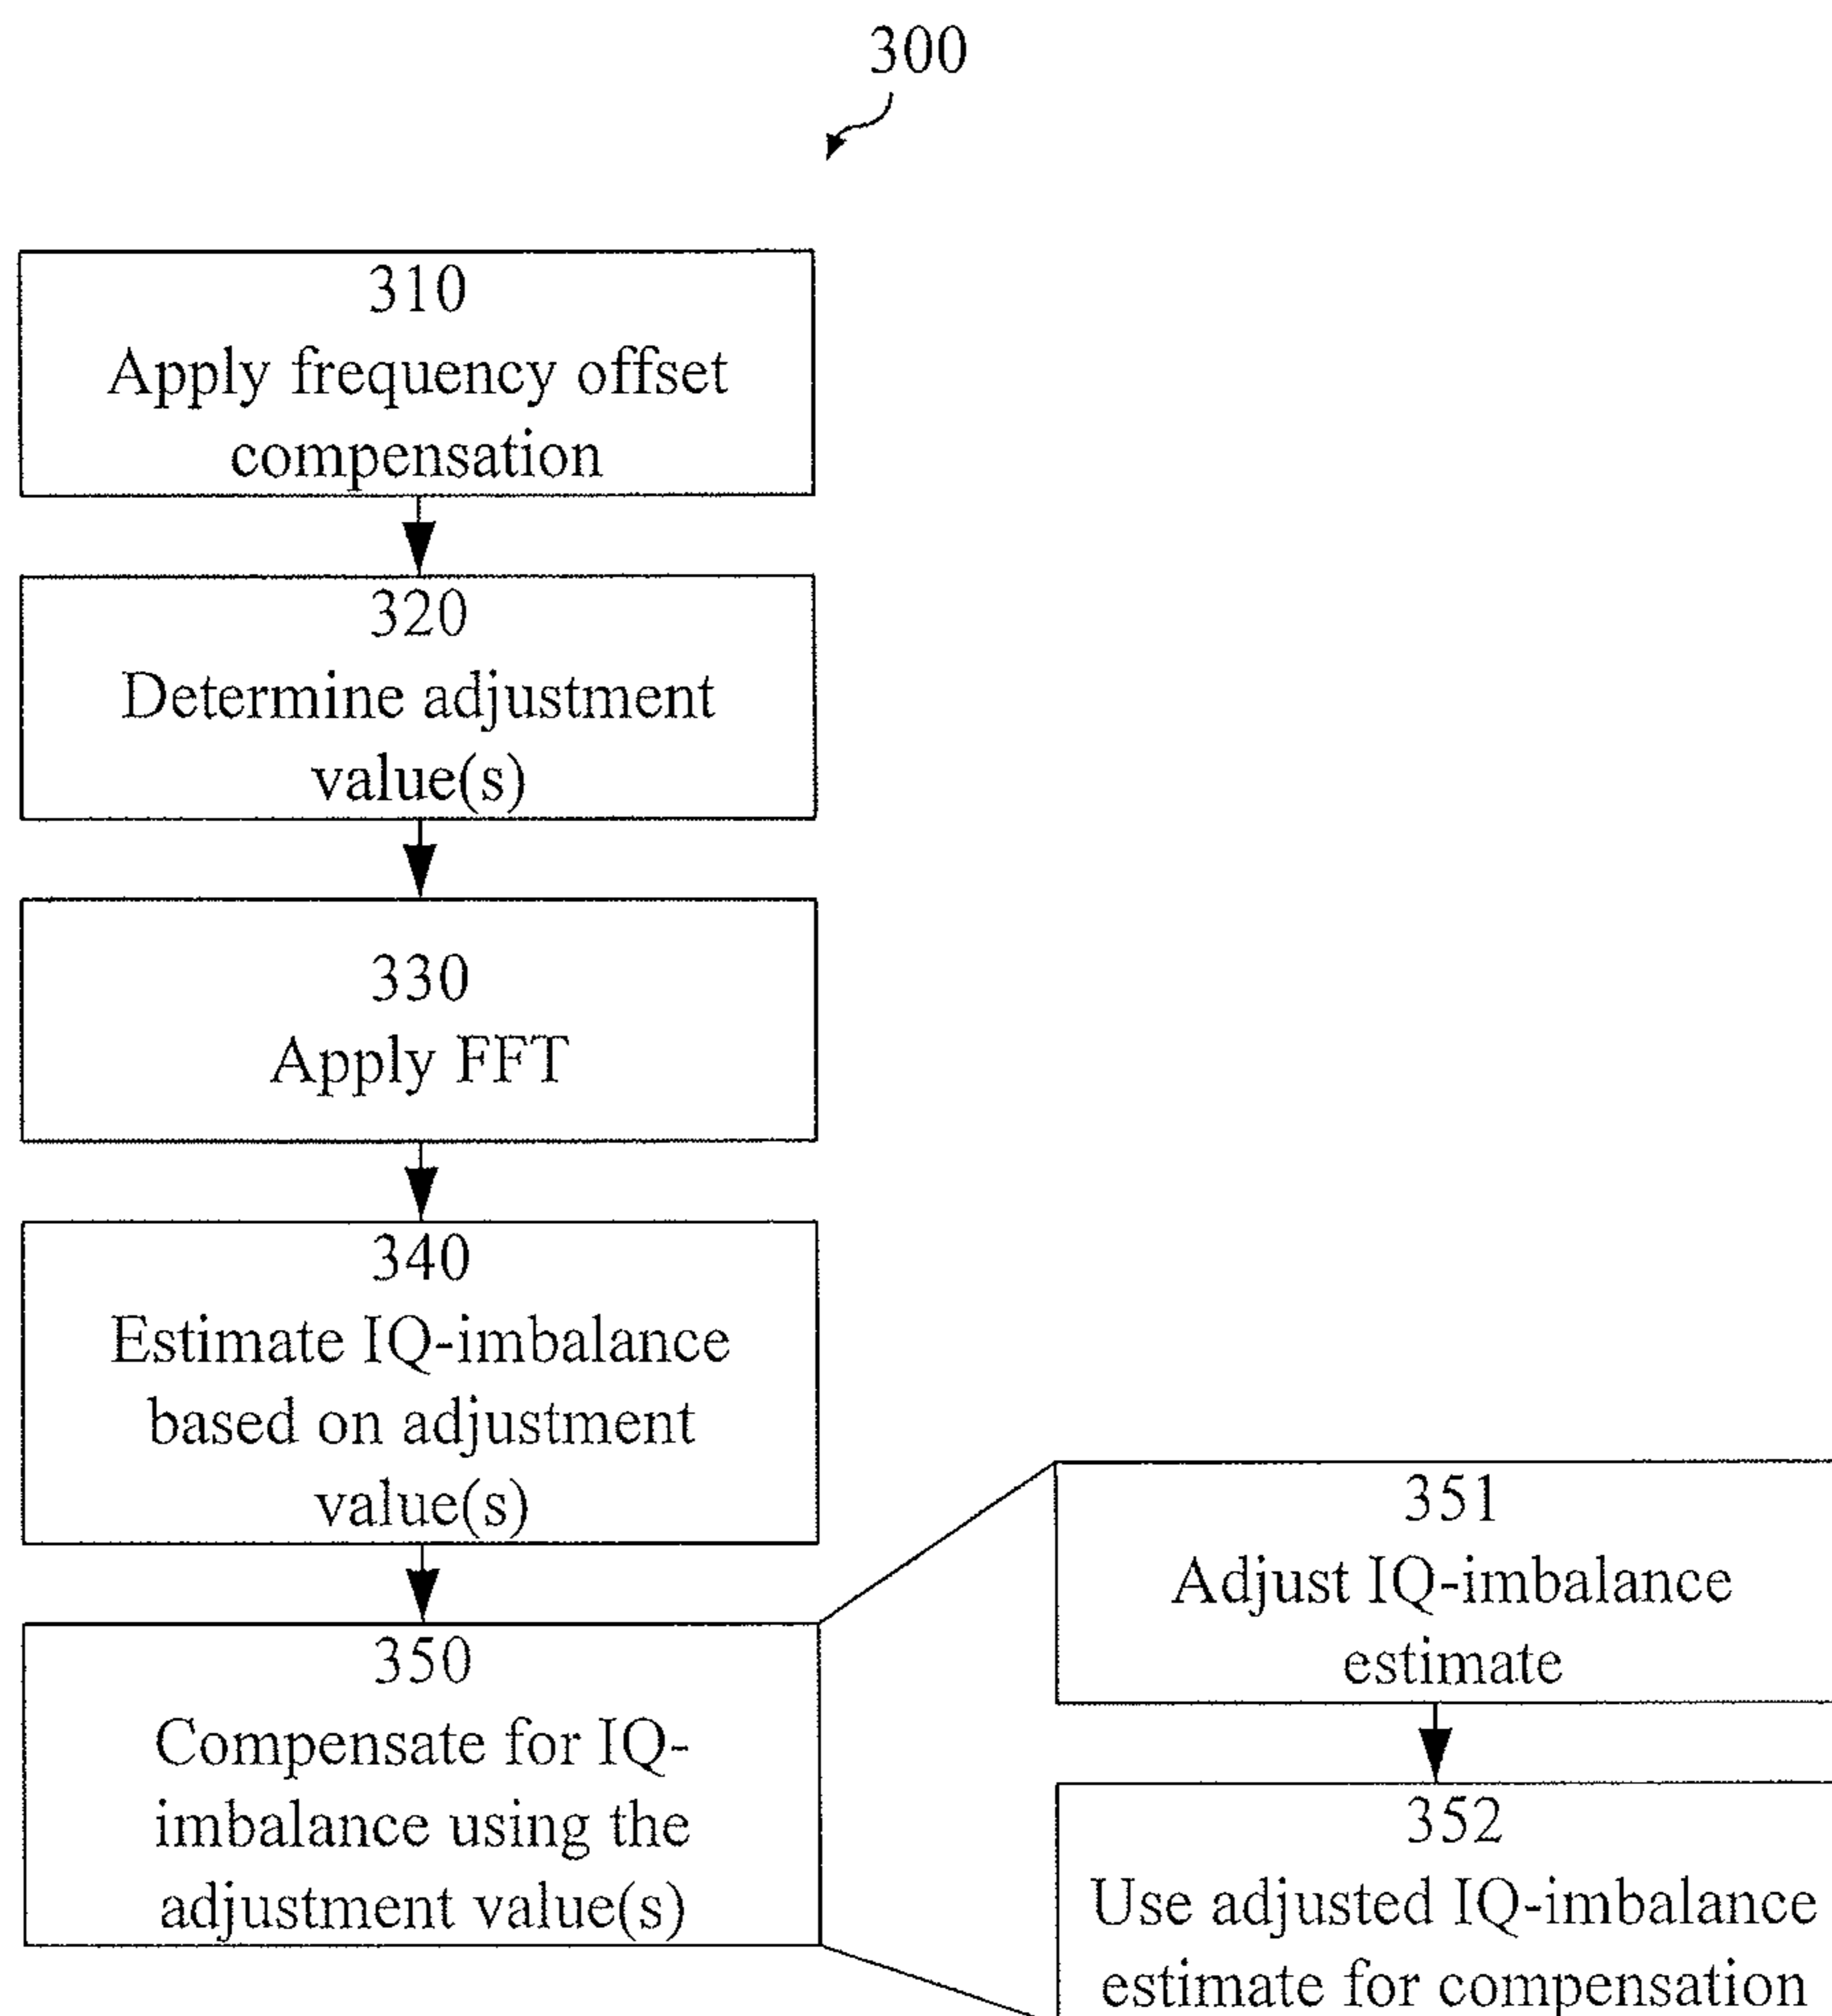 300
310
Apply frequency offset
compensation
320
Determine adjustment
value(s)
330
Apply FFT
340
Estimate IQ-imbalance
based on adjustment
value(s)
350
Compensate for IQ-
imbalance using the
adjustment value(s)
351
Adjust IQ-imbalance
estimate
352
Use adjusted IQ-imbalance
estimate for compensation